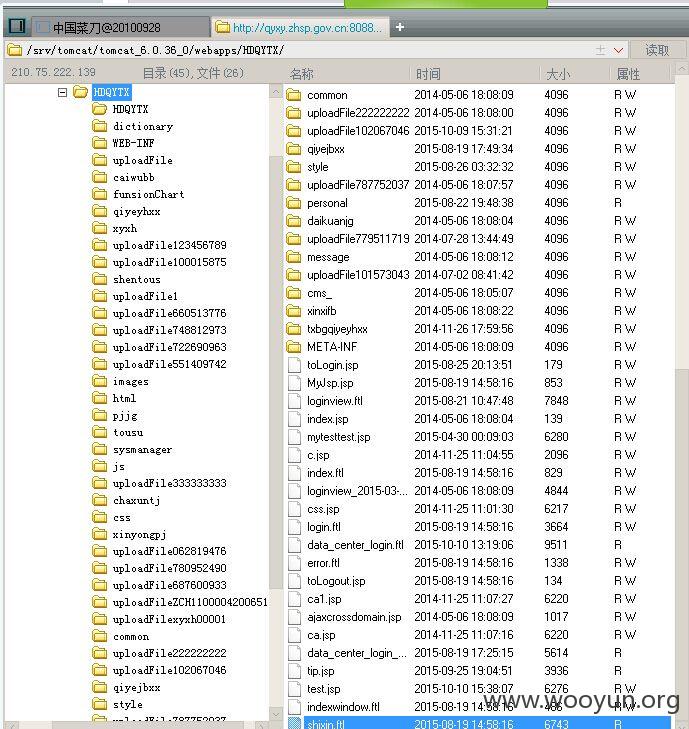 中国菜刀@20100928
http://qyxy.zhsp.gov.cn:8088...
+
/srv/tomcat/tomcat_6.0.36_0/webapps/HDQYTX/ 读取
210.75.222.139 目录(45),文件(26) 名称 时间 大小 属性
HDQYTX
HDQYTX
dictionary
WEB-INF
uploadFile
caiwubb
funsionChart
qiyeyhxx
xyxh
uploadFile123456789
uploadFile100015875
shentous
uploadFile1
uploadFile660513776
uploadFile748812973
uploadFile722690963
uploadFile551409742
images
html
pjjg
tousu
sysmanager
js
uploadFile333333333
chaxuntj
css
xinyongpj
uploadFile062819476
uploadFile780952490
uploadFile687600933
uploadFileZCH1100004200651
uploadFilexyxh00001
common
uploadFile222222222
uploadFile102067046
qiyejbxx
style
uploadFile787752037
common 2014-05-06 18:08:09 4096 R W
uploadFile222222222 2014-05-06 18:08:00 4096 R W
uploadFile102067046 2015-10-09 15:31:21 4096 R W
qiyejbxx 2015-08-19 17:49:34 4096 R W
style 2015-08-26 03:32:32 4096 R W
uploadFile787752037 2014-05-06 18:07:57 4096 R W
personal 2015-08-22 19:48:38 4096 R
daikuanjg 2014-05-06 18:08:04 4096 R W
uploadFile779511719 2014-07-28 13:44:49 4096 R W
message 2014-05-06 18:08:12 4096 R W
uploadFile101573043 2014-07-02 08:41:42 4096 R W
cms_ 2014-05-06 18:05:07 4096 R W
xinxifb 2014-05-06 18:08:22 4096 R W
txbgqiyeyhxx 2014-11-26 17:59:56 4096 R W
META-INF 2014-05-06 18:08:09 4096 R W
toLogin.jsp 2015-08-25 20:13:51 179 R W
MyJsp.jsp 2015-08-19 14:58:16 853 R W
loginview.ftl 2015-08-21 10:47:48 7848 R W
index.jsp 2014-05-06 18:08:04 139 R W
mytesttest.jsp 2015-04-30 00:09:03 6280 R W
c.jsp 2014-11-25 11:04:55 2096 R W
index.ftl 2015-08-19 14:58:16 829 R W
loginview_2015-03-... 2014-05-06 18:08:09 4844 R W
css.jsp 2014-11-25 11:01:30 6217 R W
login.ftl 2015-08-19 14:58:16 3664 R W
data_center_login.ftl 2015-10-10 13:19:06 9511 R
error.ftl 2015-08-19 14:58:16 1338 R W
toLogout.jsp 2015-08-19 14:58:16 134 R W
ca1.jsp 2014-11-25 11:07:27 6220 R W
ajaxcrossdomain.jsp 2014-05-06 18:08:09 1017 R W
ca.jsp 2014-11-25 11:07:16 6220 R W
data_center_login_... 2015-08-19 17:25:15 5614 R
tip.jsp 2015-09-25 19:04:51 3936 R W
test.jsp 2015-10-10 15:38:07 6276 R W
indexwindow.ftl 2015-08-19 14:58:16 486 R W
shixin.ftl 2015-08-19 14:58:16 6743 R
www.wooyun.org